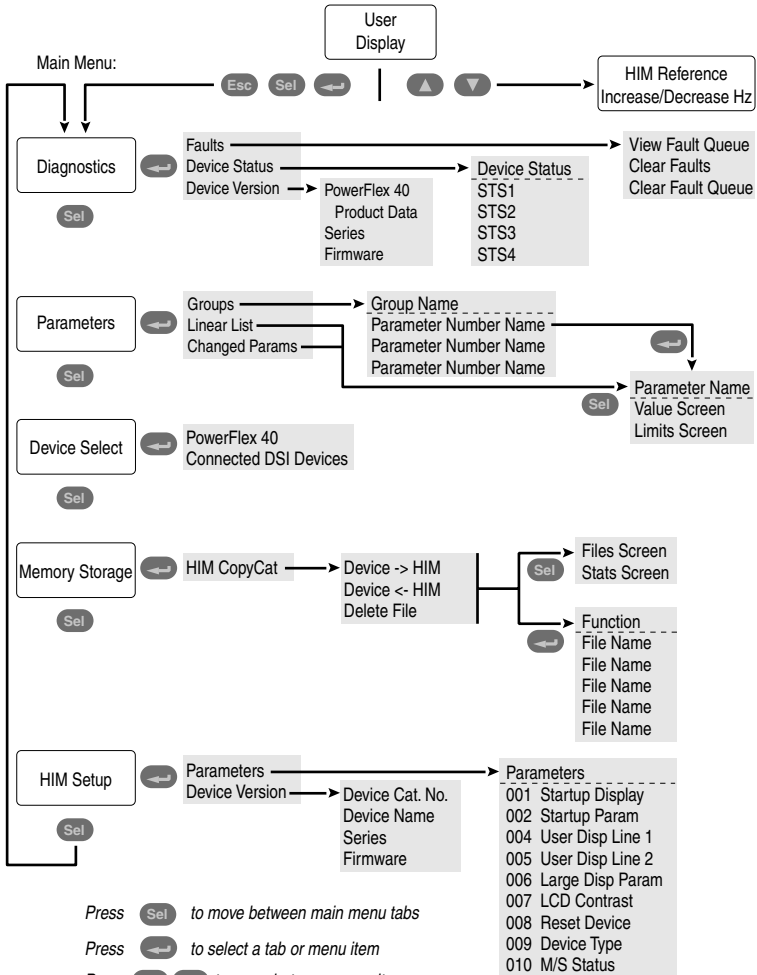 User
Display
Main Menu:
Esc Sel
HIM Reference
Increase/Decrease Hz
Diagnostics
Sel
Faults
Device Status
Device Version
PowerFlex 40
Product Data
Series
Firmware
Device Status
STS1
STS2
STS3
STS4
View Fault Queue
Clear Faults
Clear Fault Queue
Parameters
Sel
Groups
Linear List
Changed Params
Group Name
Parameter Number Name
Parameter Number Name
Parameter Number Name
Sel
Parameter Name
Value Screen
Limits Screen
Device Select
Sel
PowerFlex 40
Connected DSI Devices
Memory Storage
Sel
HIM CopyCat
Device -> HIM
Device <- HIM
Delete File
Sel
Files Screen
Stats Screen
Function
File Name
File Name
File Name
File Name
File Name
HIM Setup
Sel
Parameters
Device Version
Device Cat. No.
Device Name
Series
Firmware
Parameters
001 Startup Display
002 Startup Param
004 User Disp Line 1
005 User Disp Line 2
006 Large Disp Param
007 LCD Contrast
008 Reset Device
009 Device Type
010 M/S Status
Press Sel to move between main menu tabs
Press to select a tab or menu item